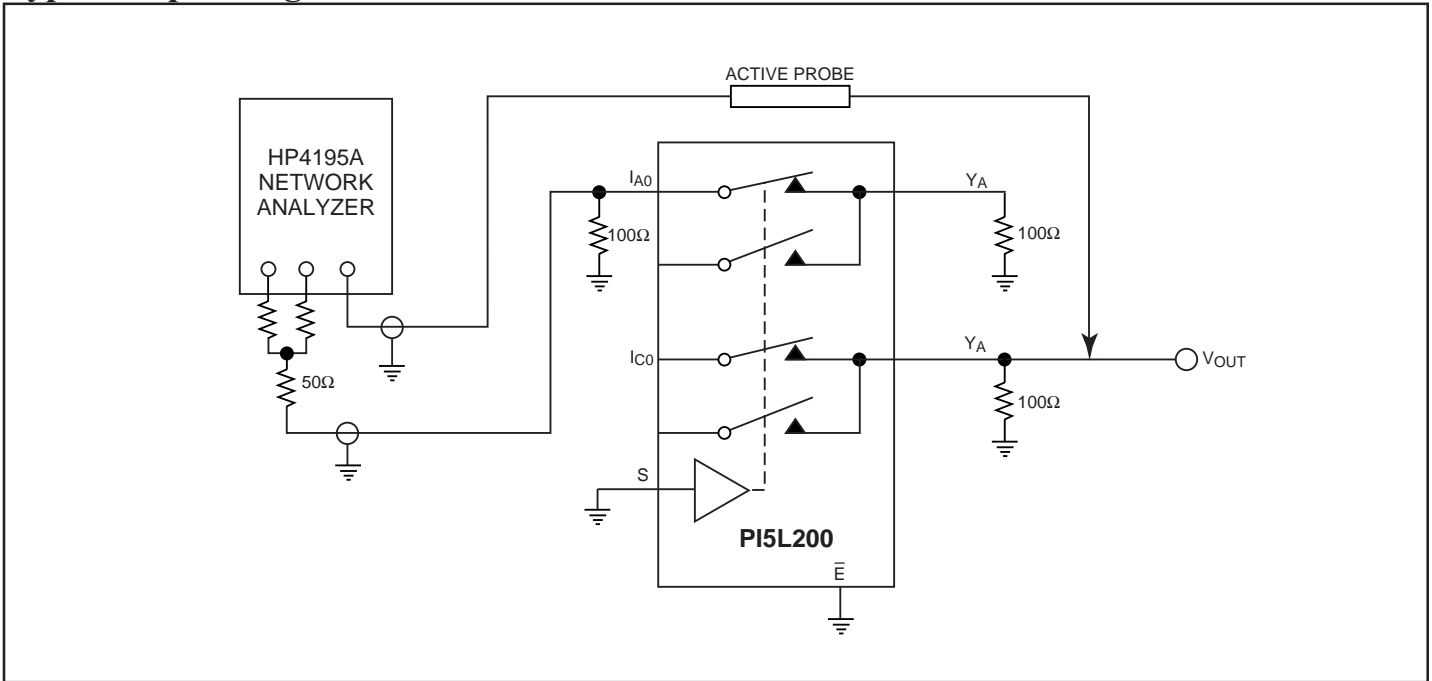 ACTIVE PROBE
HP4195A
NETWORK
ANALYZER
IA0
YA
100Ω
100Ω
IC0
YA
VOUT
50Ω
100Ω
S
PI5L200
E̅